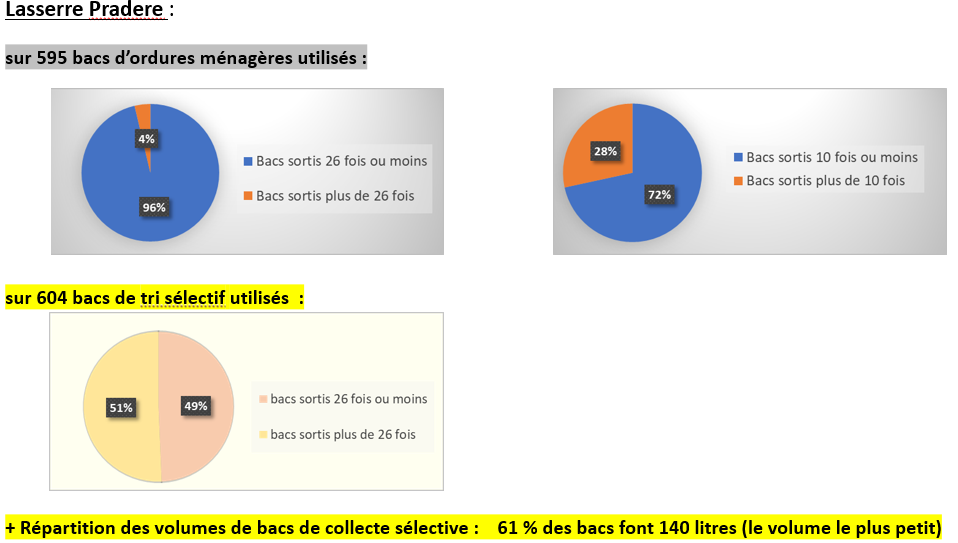 Lasserre Pradere :
sur 595 bacs d’ordures ménagères utilisés :
4%
96%
Bacs sortis 26 fois ou moins
Bacs sortis plus de 26 fois
28%
72%
Bacs sortis 10 fois ou moins
Bacs sortis plus de 10 fois
sur 604 bacs de tri sélectif utilisés :
51%
49%
bacs sortis 26 fois ou moins
bacs sortis plus de 26 fois
+ Répartition des volumes de bacs de collecte sélective : 61 % des bacs font 140 litres (le volume le plus petit)